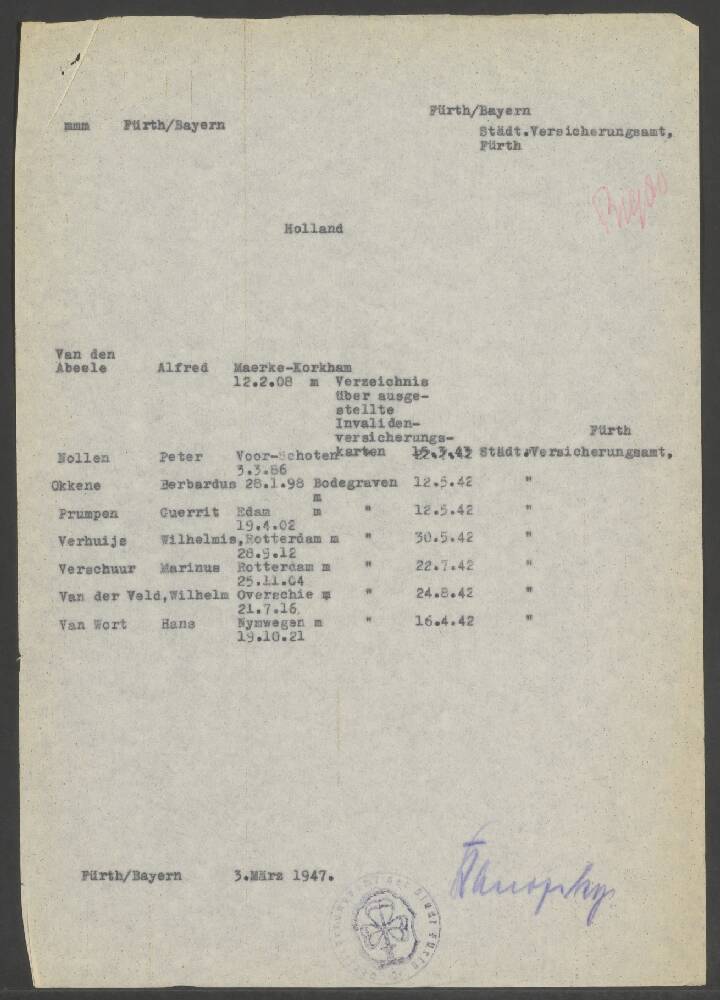 Fürth/Bayern
mmm Fürth/Bayern Städt.Versicherungsamt,
Fürth
Holland
Van den
Abeele Alfred Maerke-Korkham
12.2.08 m Verzeichnis
über ausge-
stellte
Invaliden-
versicherungs- Fürth
Nollen Peter Voor-Schoten karten Städt.Versicherungsamt,
3.3.86
Okkene Berbardus 28.1.98 Bodegraven 12.5.42 "
m
Prumpen Guerrit Edam m " 12.5.42 "
19.4.02
Verhuijs Wilhelmis,Rotterdam m " 30.5.42 "
28.9.12
Verschuur Marinus Rotterdam m " 22.7.42 "
25.11.04
Van der Veld,Wilhelm Overschie m " 24.8.42 "
21.7.16
Van Wort Hans Nymwegen m " 16.4.42 "
19.10.21
Fürth/Bayern 3.März 1947.